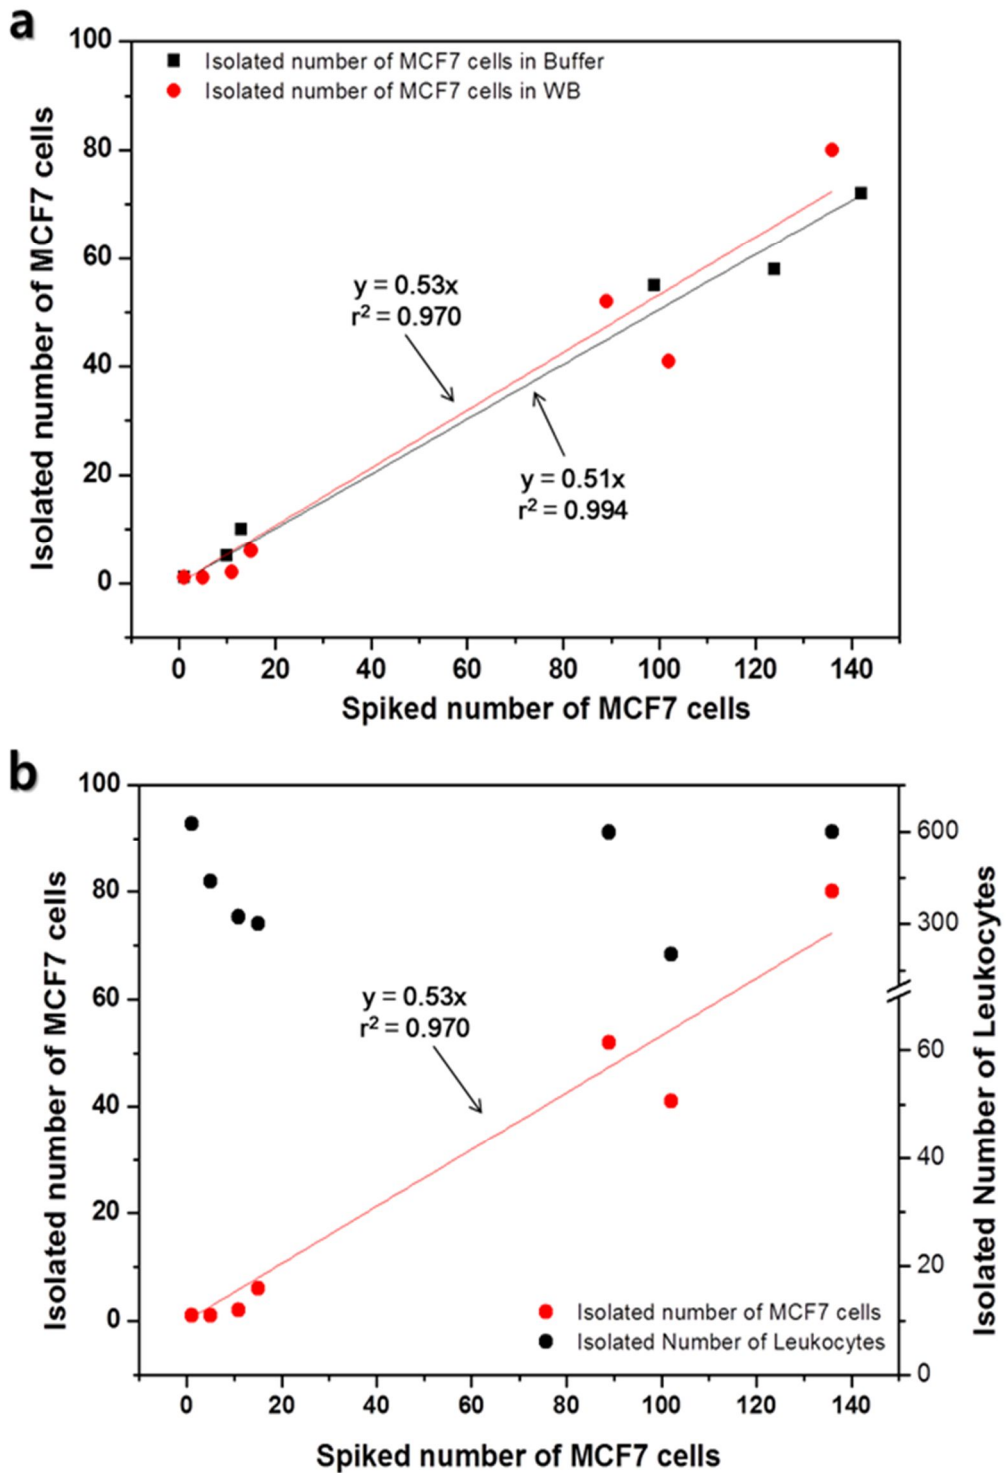 a
Isolated number of MCF7 cells
100
80
60
40
20
0
Isolated number of MCF7 cells in Buffer
Isolated number of MCF7 cells in WB
y = 0.53x
r² = 0.970
y = 0.51x
r² = 0.994
0 20 40 60 80 100 120 140
Spiked number of MCF7 cells
b
Isolated number of MCF7 cells
100
80
60
40
20
0
y = 0.53x
r² = 0.970
Isolated number of MCF7 cells
Isolated Number of Leukocytes
600
300
60
40
20
0
Isolated Number of Leukocytes
0 20 40 60 80 100 120 140
Spiked number of MCF7 cells